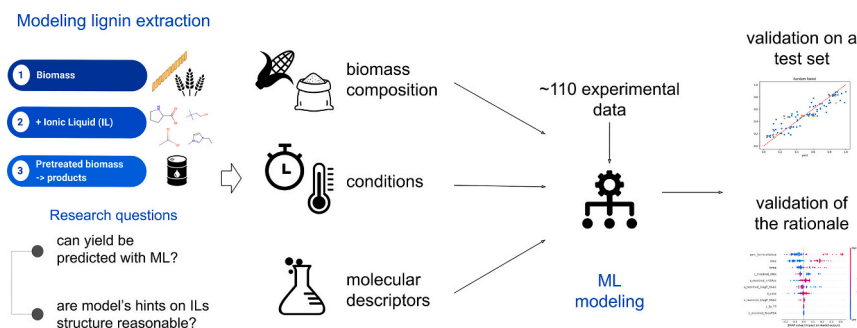 Modeling lignin extraction
1 Biomass
2 + Ionic Liquid (IL)
3 Pretreated biomass
-> products
Research questions
can yield be
predicted with ML?
are model's hints on ILs
structure reasonable?
biomass
composition
conditions
molecular
descriptors
~110 experimental
data
ML
modeling
validation on a
test set
validation of
the rationale